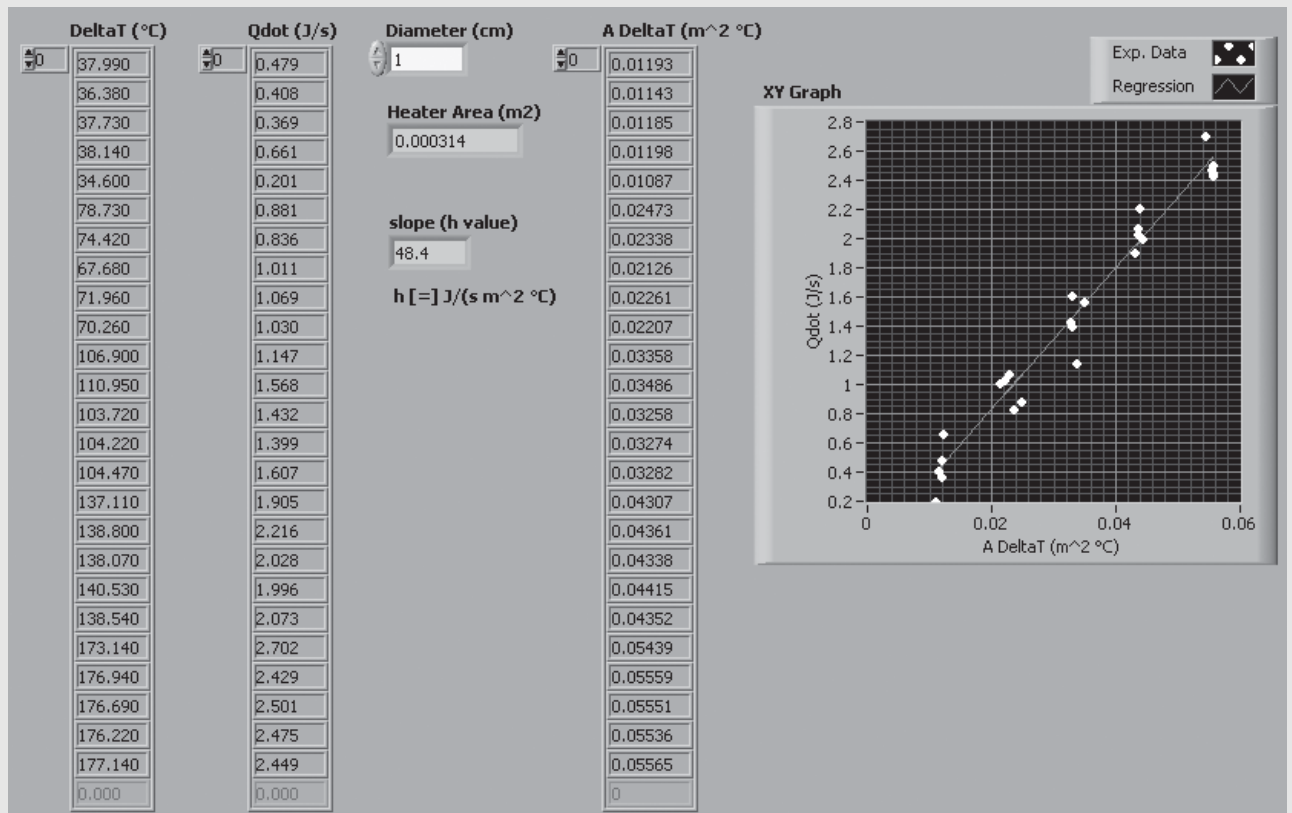 DeltaT (°C) Qdot (J/s) Diameter (cm) A DeltaT (m^2 °C)
0 37.990 0 0.479 1 0 0.01193
36.380 0.408 0.01143
37.730 0.369 0.01185
38.140 0.661 0.01198
34.600 0.201 0.01087
78.730 0.881 0.02473
74.420 0.836 0.02338
67.680 1.011 0.02126
71.960 1.069 0.02261
70.260 1.030 0.02207
106.900 1.147 0.03358
110.950 1.568 0.03486
103.720 1.432 0.03258
104.220 1.399 0.03274
104.470 1.607 0.03282
137.110 1.905 0.04307
138.800 2.216 0.04361
138.070 2.028 0.04338
140.530 1.996 0.04415
138.540 2.073 0.04352
173.140 2.702 0.05439
176.940 2.429 0.05559
176.690 2.501 0.05551
176.220 2.475 0.05536
177.140 2.449 0.05565
0.000 0.000 0
Heater Area (m2)
0.000314
slope (h value)
48.4
h [=] J/(s m^2 °C)
Exp. Data
Regression
XY Graph
2.8
2.6
2.4
2.2
2
1.8
1.6
1.4
1.2
1
0.8
0.6
0.4
0.2
Qdot (J/s)
0 0.02 0.04 0.06
A DeltaT (m^2 °C)